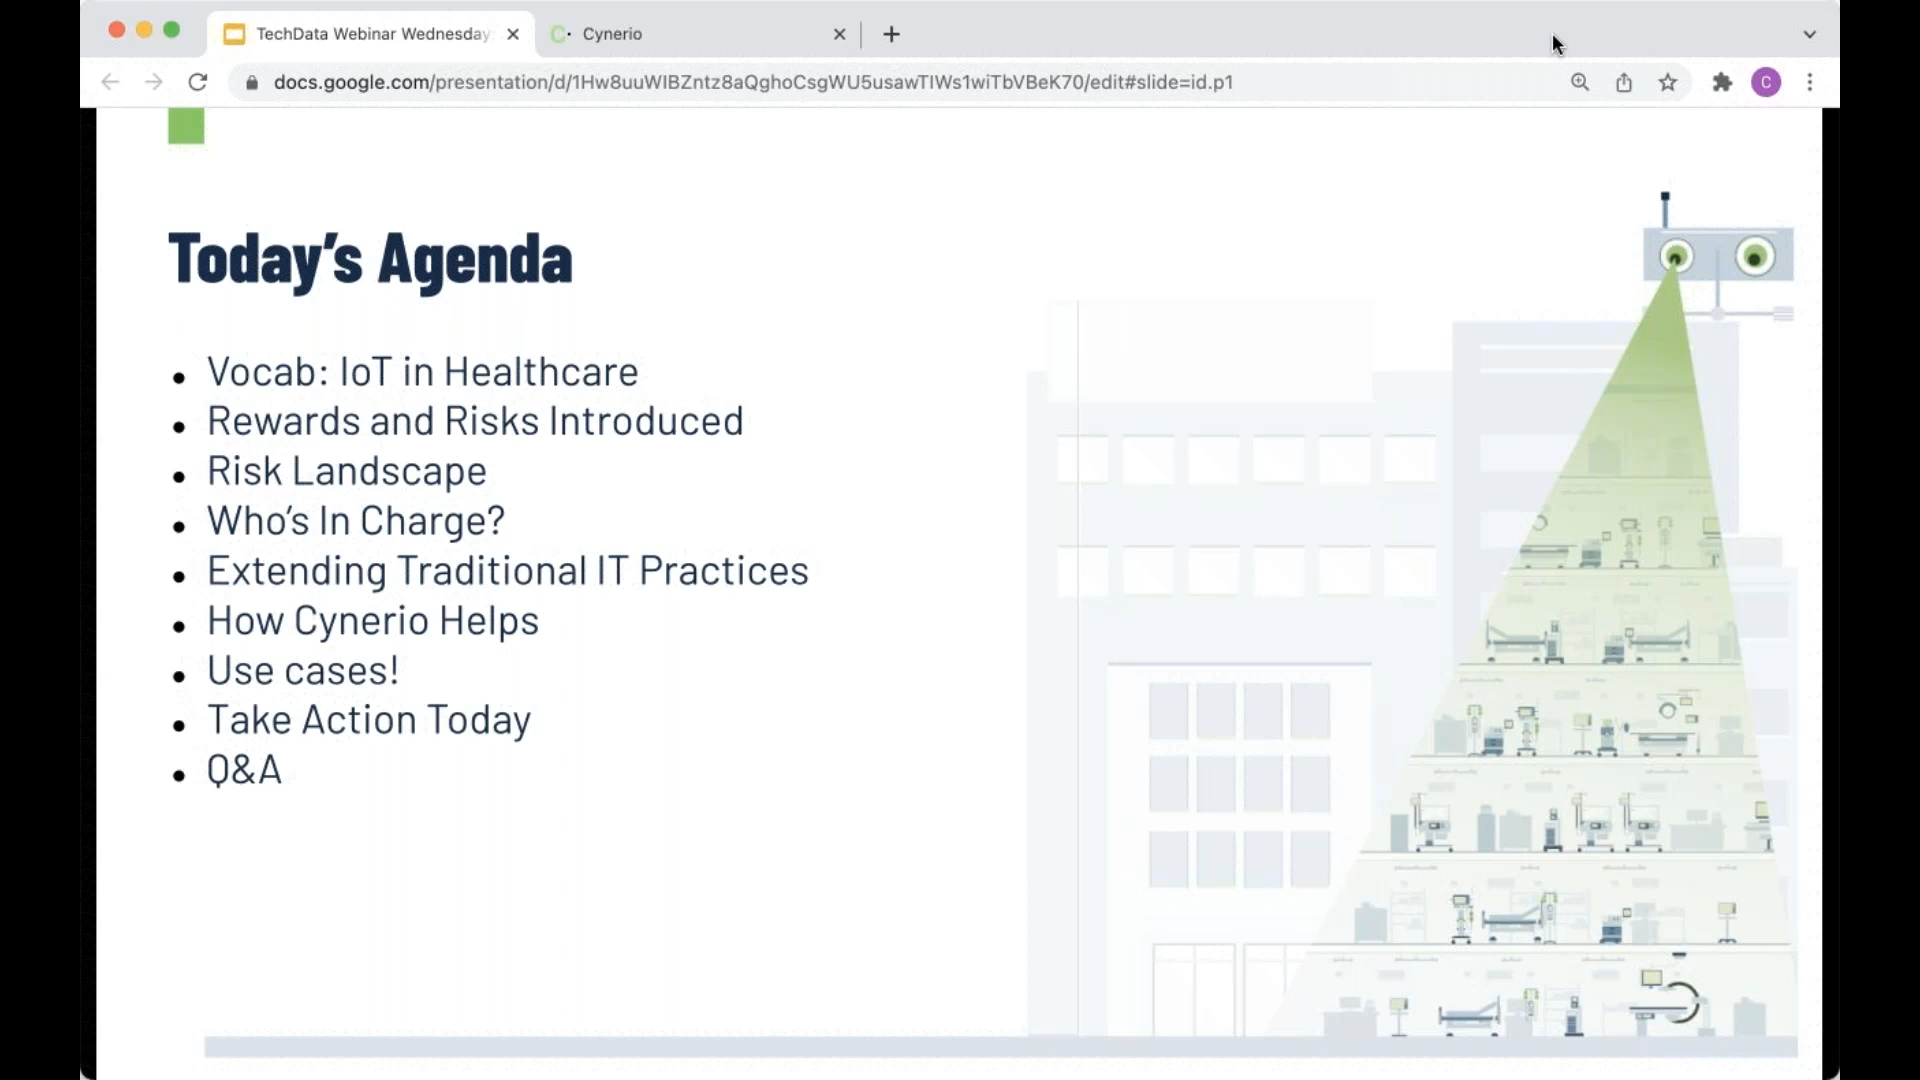 TechData Webinar Wednesday
Cynerio
docs.google.com/presentation/d/1Hw8uuWIBZntz8aQghoCsgWU5usawTIWs1wiTbVBeK70/edit#slide=id.p1
C
Today's Agenda
• Vocab: IoT in Healthcare
• Rewards and Risks Introduced
• Risk Landscape
• Who's In Charge?
• Extending Traditional IT Practices
• How Cynerio Helps
• Use cases!
• Take Action Today
• Q&A